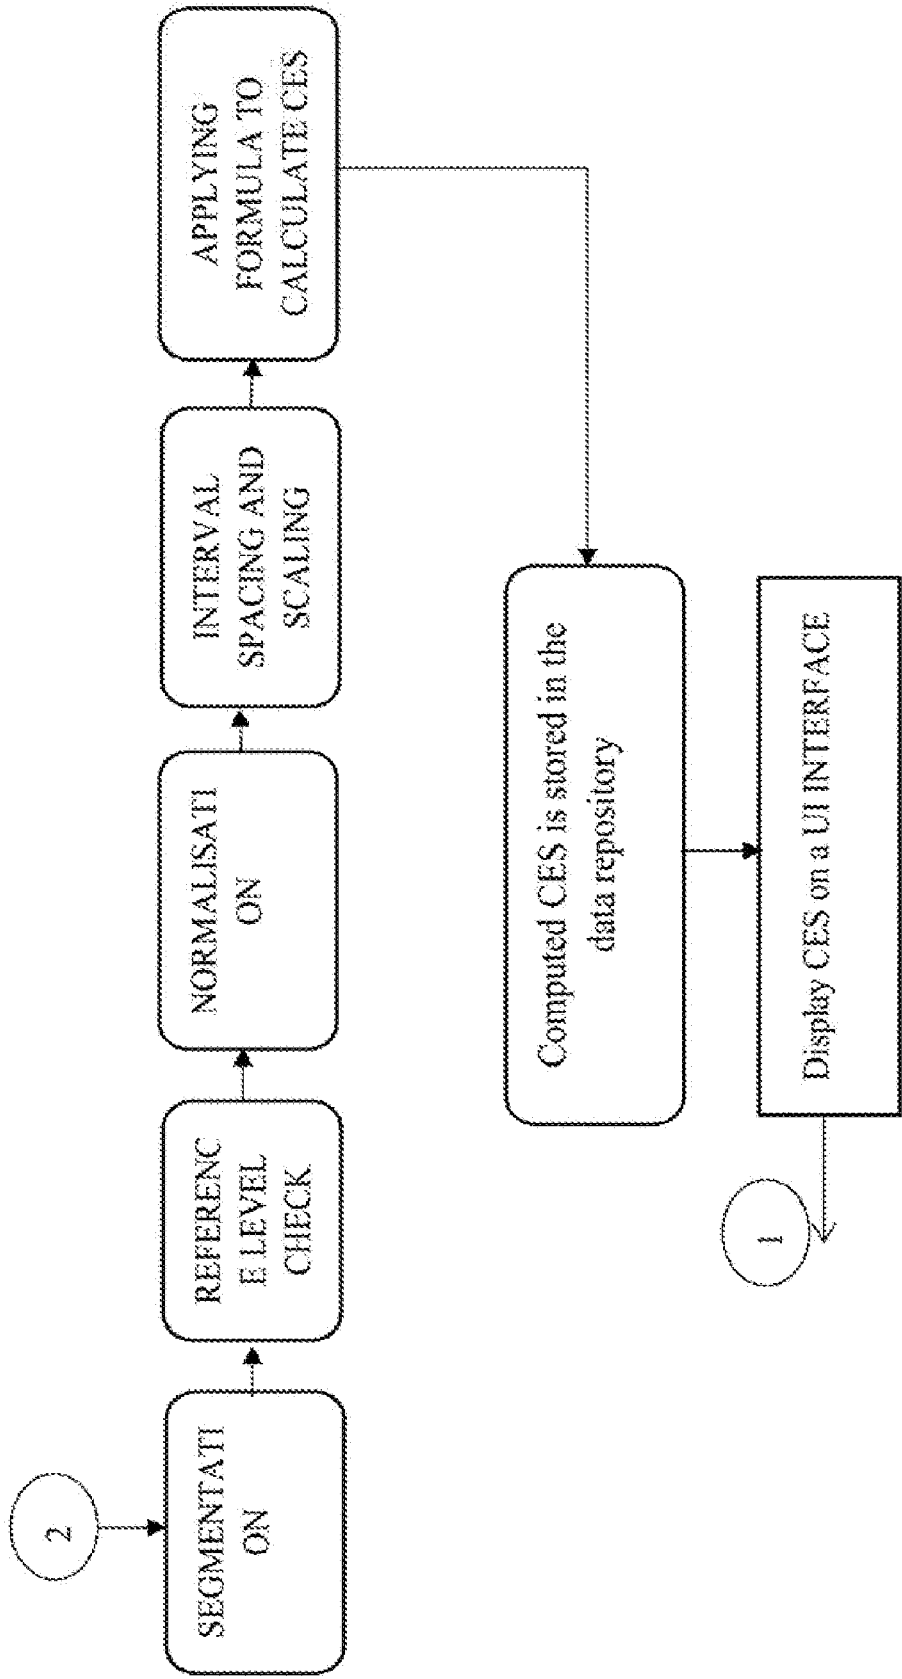 2
SEGMENTATI
ON
REFERENC
E LEVEL
CHECK
NORMALISATI
ON
INTERVAL
SPACING AND
SCALING
APPLYING
FORMULA TO
CALCULATE CES
Computed CES is stored in the
data repository
Display CES on a UI INTERFACE
1